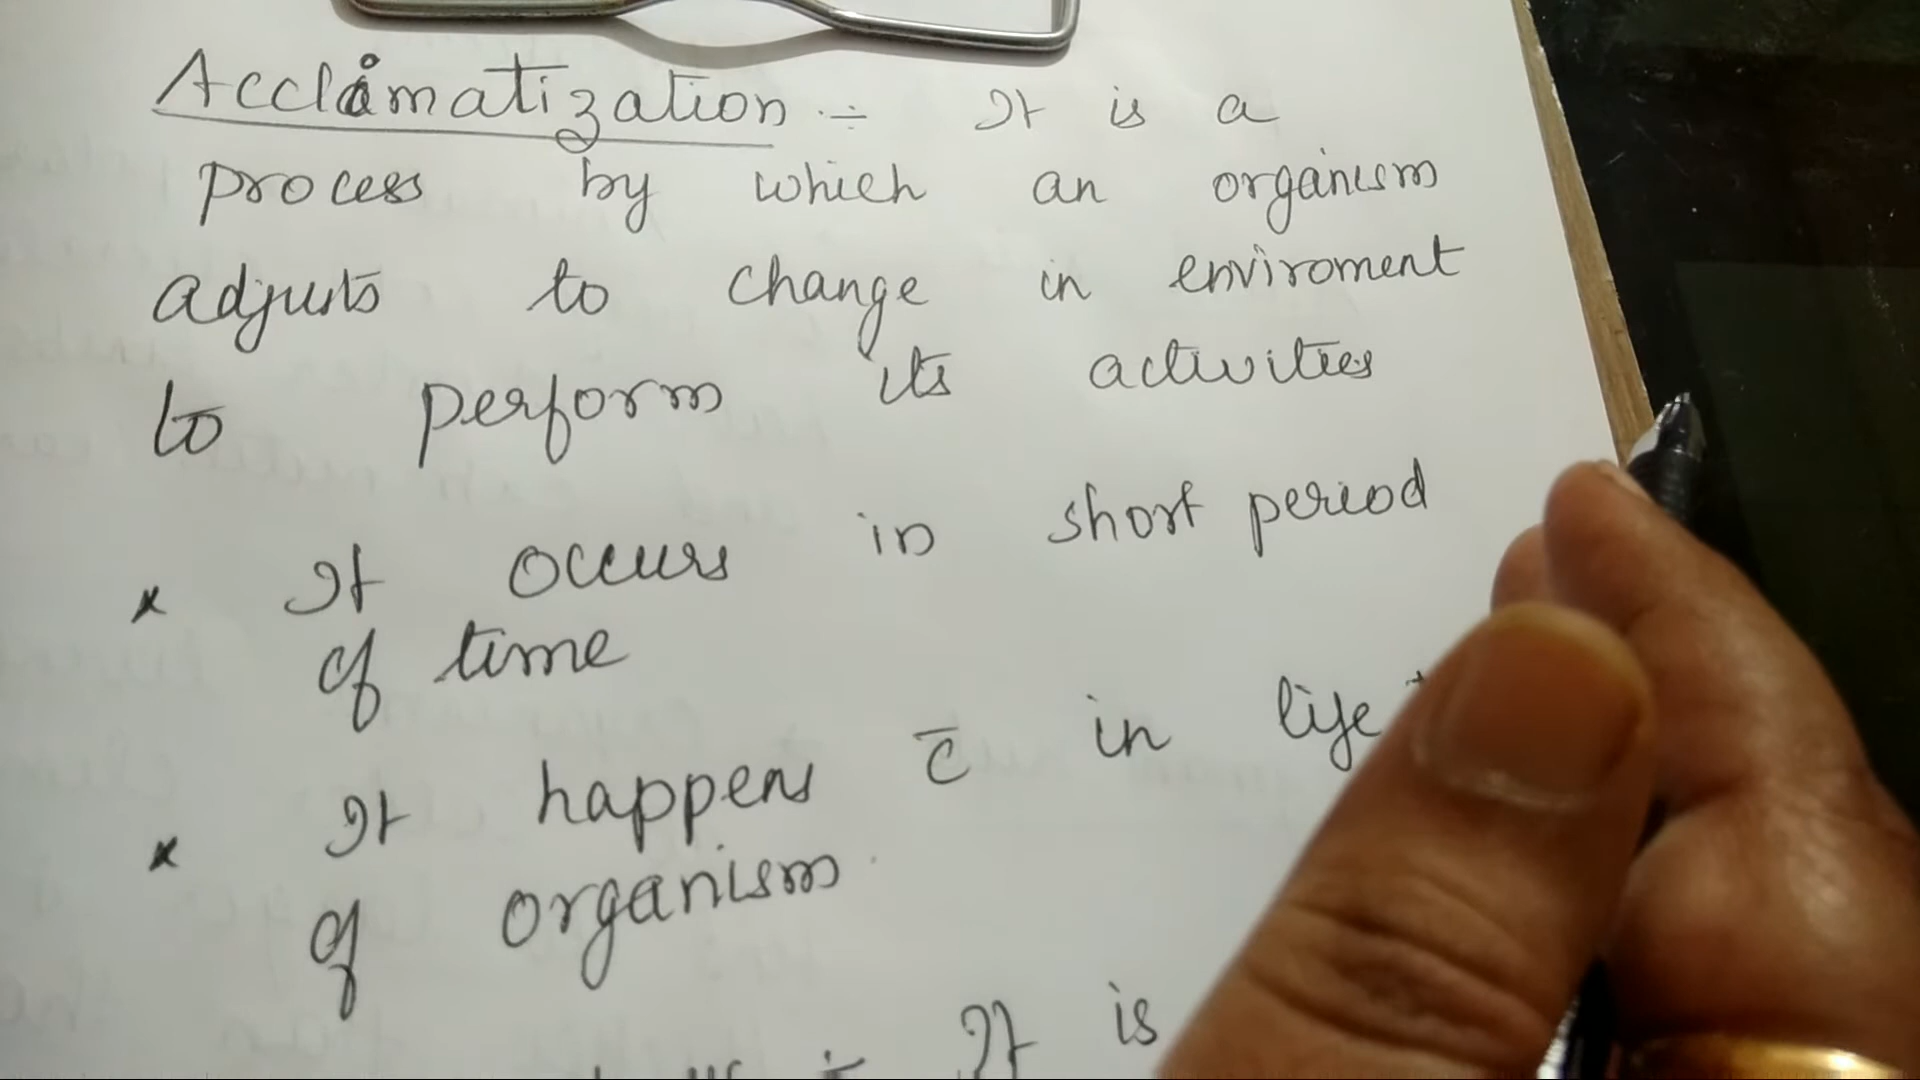 Acclimatization :- It is a
process by which an organism
adjusts to change in enviroment
to perform its activities
* It occurs in short period
of time
* It happens c̄ in life
of organism
It is